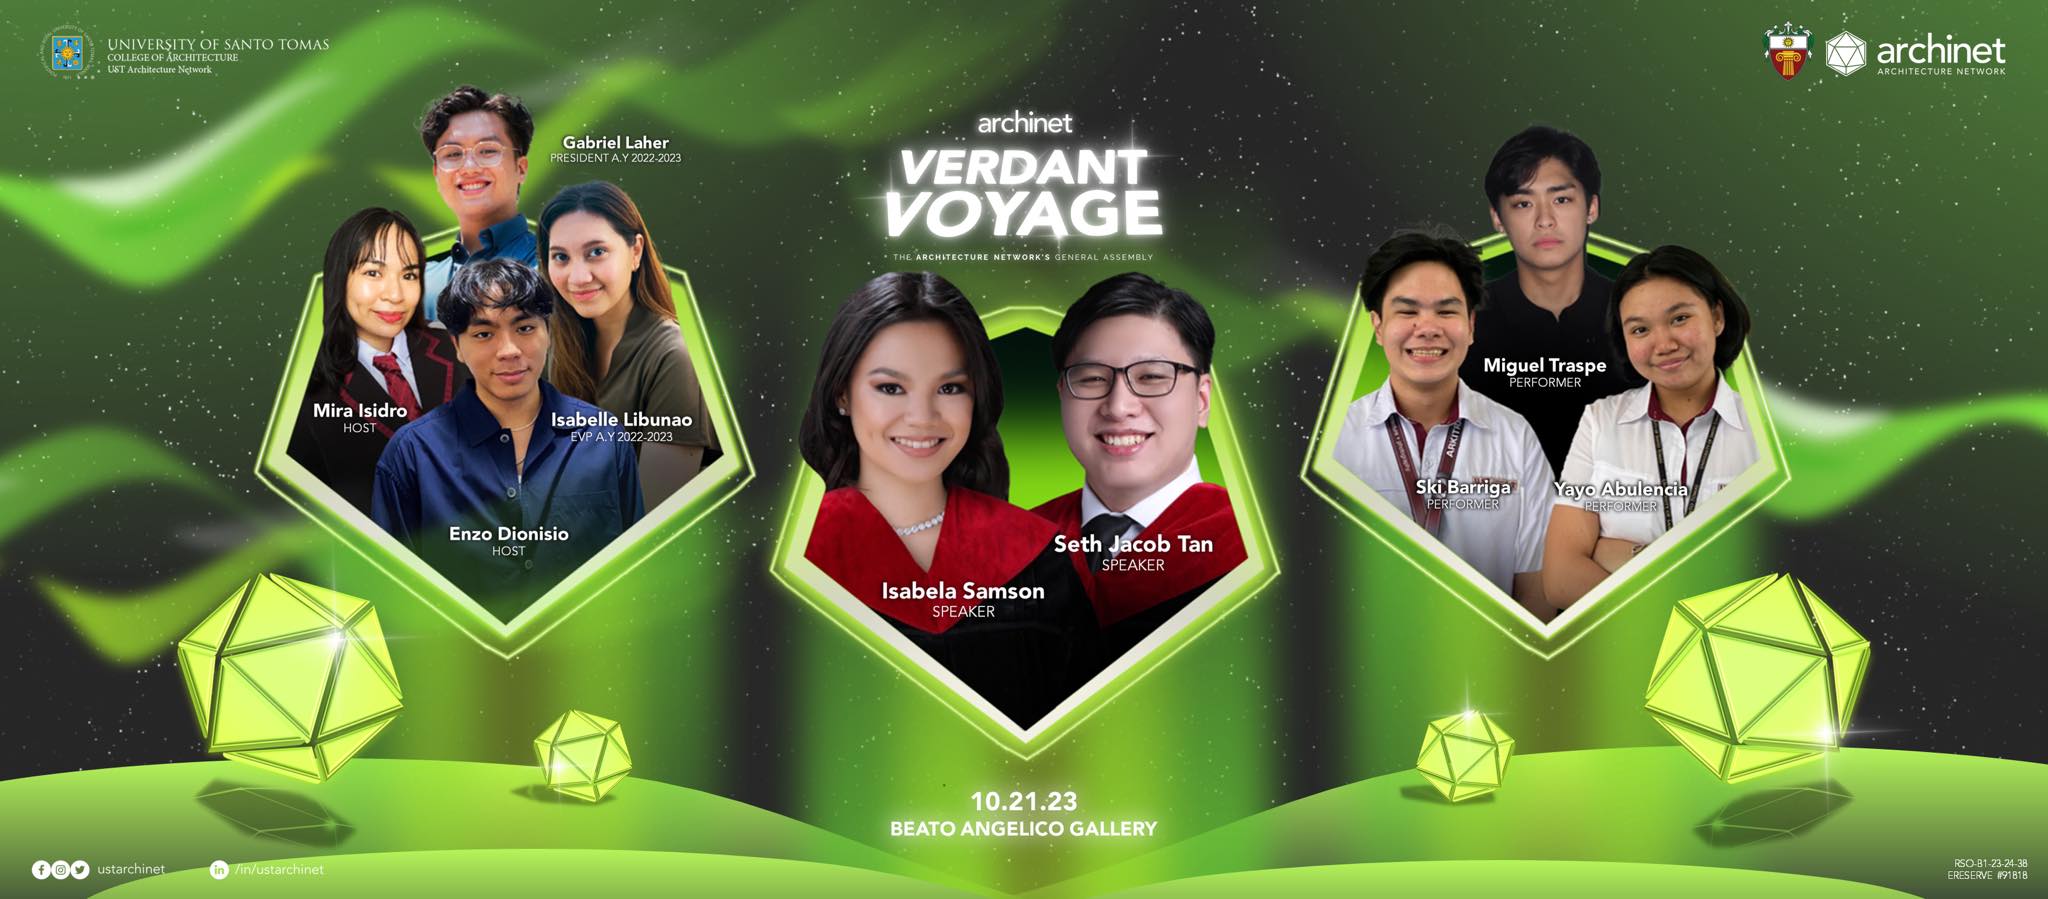 UNIVERSITY OF SANTO TOMAS
COLLEGE OF ARCHITECTURE
UST Architecture Network
archinet
ARCHITECTURE NETWORK
archinet
VERDANT
VOYAGE
THE ARCHITECTURE NETWORK'S GENERAL ASSEMBLY
Gabriel Laher
PRESIDENT A.Y 2022-2023
Mira Isidro
HOST
Isabelle Libunao
EVP A.Y 2022-2023
Enzo Dionisio
HOST
Isabela Samson
SPEAKER
Seth Jacob Tan
SPEAKER
Miguel Traspe
PERFORMER
Ski Barriga
PERFORMER
Yayo Abulencia
PERFORMER
10.21.23
BEATO ANGELICO GALLERY
ustarchinet
/in/ustarchinet
RSO-B1-23-24-38
ERESERVE #91818